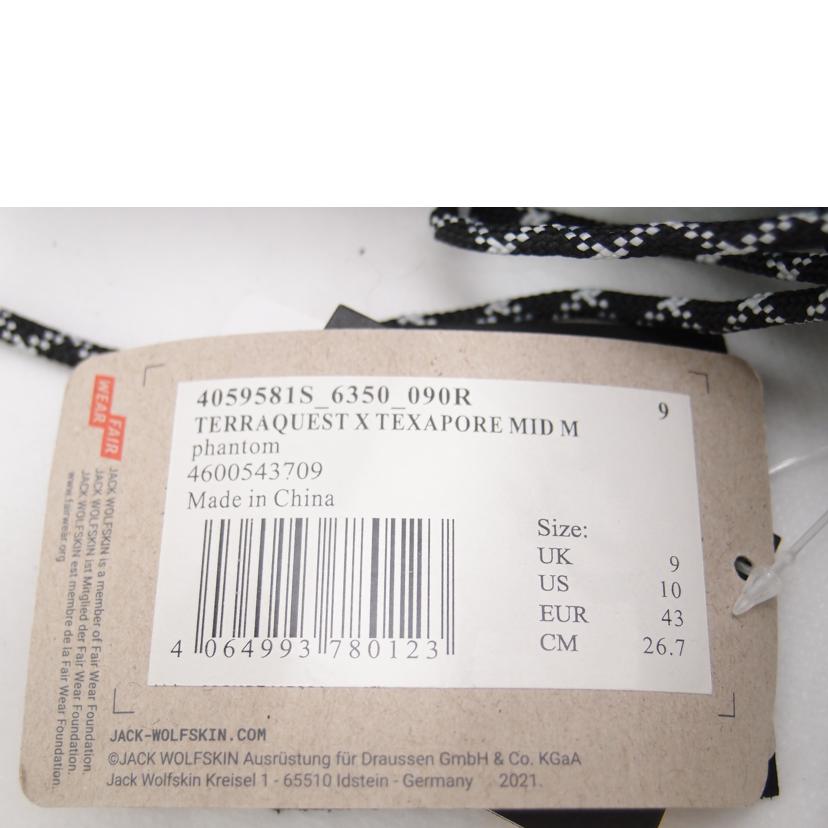 4059581S_6350_090R
9
TERRAQUEST X TEXAPORE MID M
phantom
4600543709
Made in China
4 064993 780123
Size:
UK 9
US 10
EUR 43
CM 26.7
FAIR
WEAR
JACK WOLFSKIN is a member of Fair Wear Foundation.
JACK WOLFSKIN ist Mitglied der Fair Wear Foundation.
JACK WOLFSKIN est membre de la Fair Wear Foundation.
www.fairwear.org
JACK-WOLFSKIN.COM
©JACK WOLFSKIN Ausrüstung für Draussen GmbH & Co. KGaA
Jack Wolfskin Kreisel 1 - 65510 Idstein - Germany 2021.